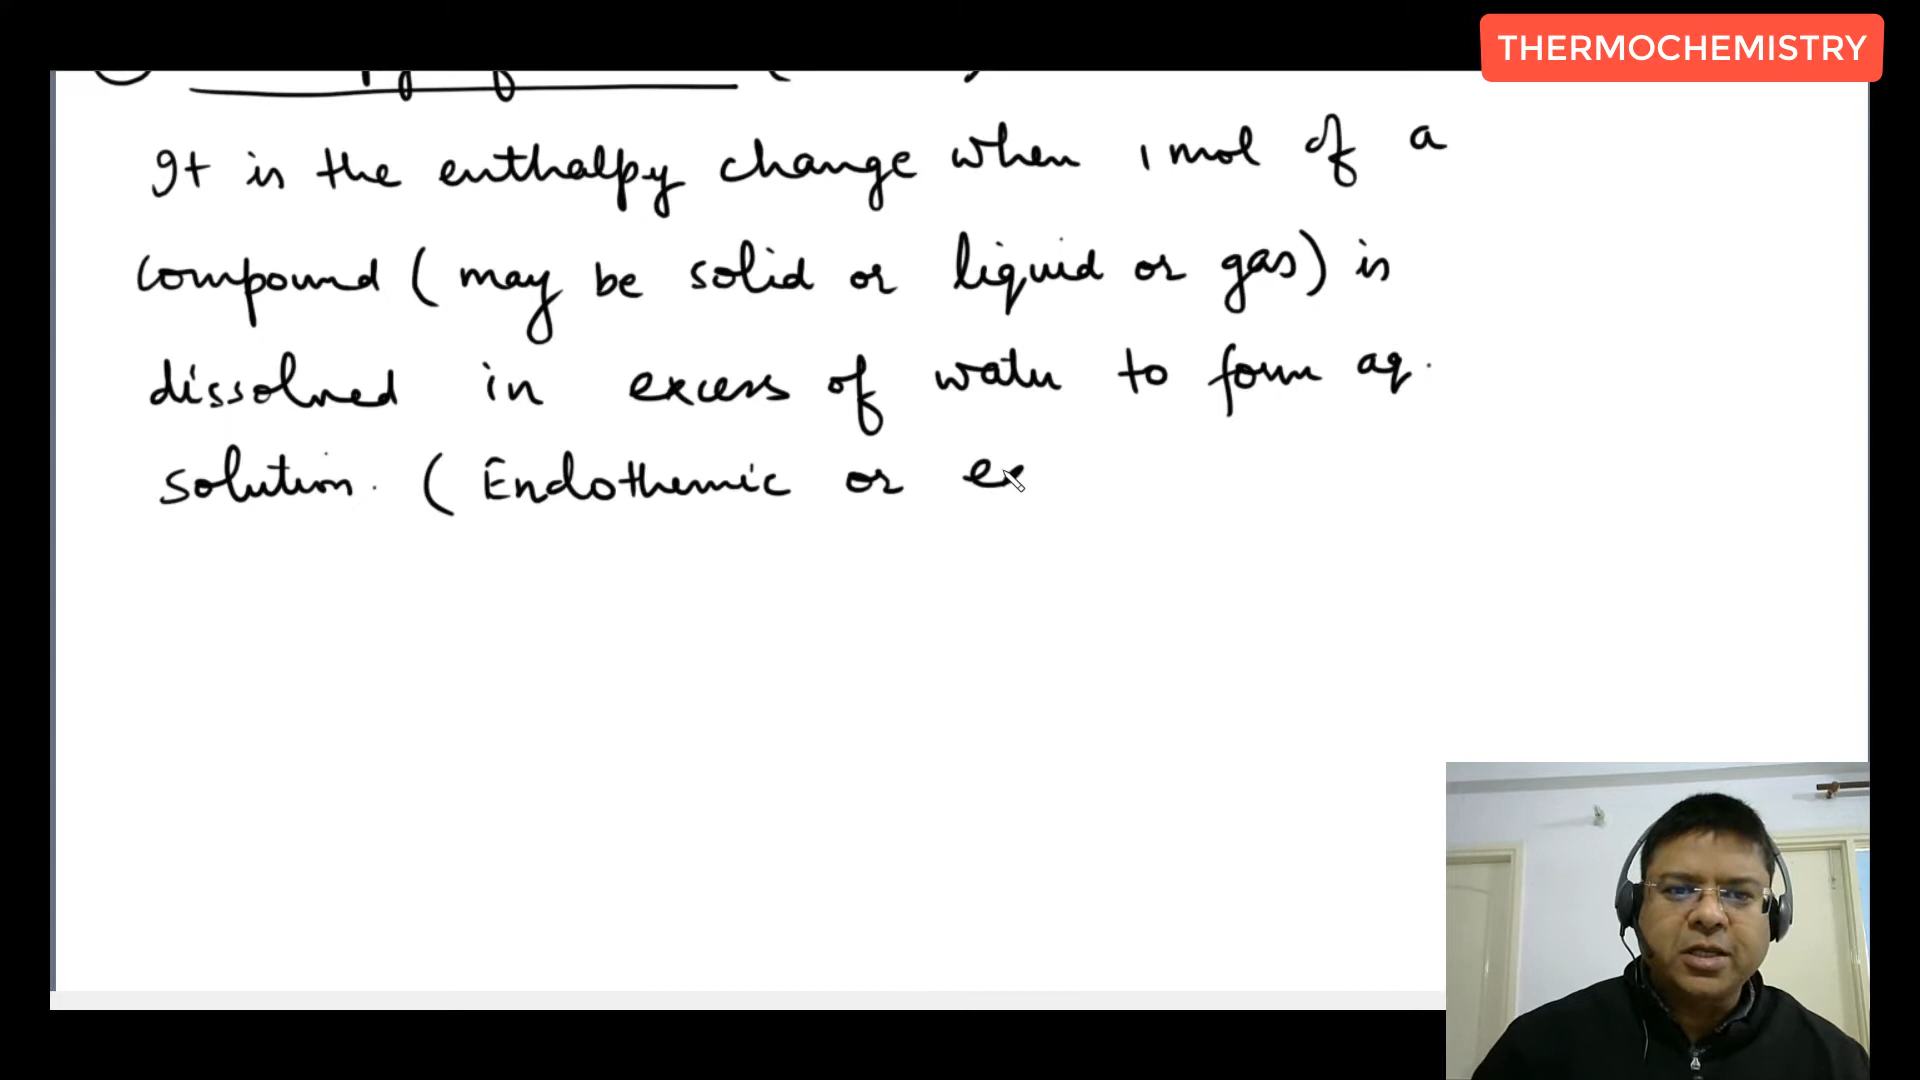 THERMOCHEMISTRY
It is the enthalpy change when 1 mol of a
compound (may be solid or liquid or gas) is
dissolved in excess of water to form aq.
solution. (Endothermic or ex